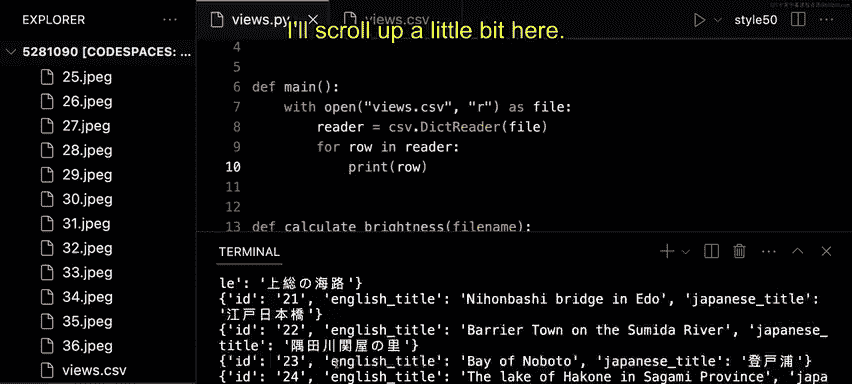 EXPLORER
views.py
views.csv
style50
I'll scroll up a little bit here.
5281090 [CODESPACES: ...
25.jpeg
26.jpeg
27.jpeg
28.jpeg
29.jpeg
30.jpeg
31.jpeg
32.jpeg
33.jpeg
34.jpeg
35.jpeg
36.jpeg
views.csv
4
5
6 def main():
7 with open("views.csv", "r") as file:
8 reader = csv.DictReader(file)
9 for row in reader:
10 print(row)
11
12
13 def calculate_brightness(filename):
TERMINAL
le': '上総の海路'}
{'id': '21', 'english_title': 'Nihonbashi bridge in Edo', 'japanese_title':
'江戸日本橋'}
{'id': '22', 'english_title': 'Barrier Town on the Sumida River', 'japanese_
title': '隅田川関屋の里'}
{'id': '23', 'english_title': 'Bay of Noboto', 'japanese_title': '登戸浦'}
{'id': '24', 'english_title': 'The lake of Hakone in Sagami Province', 'japa